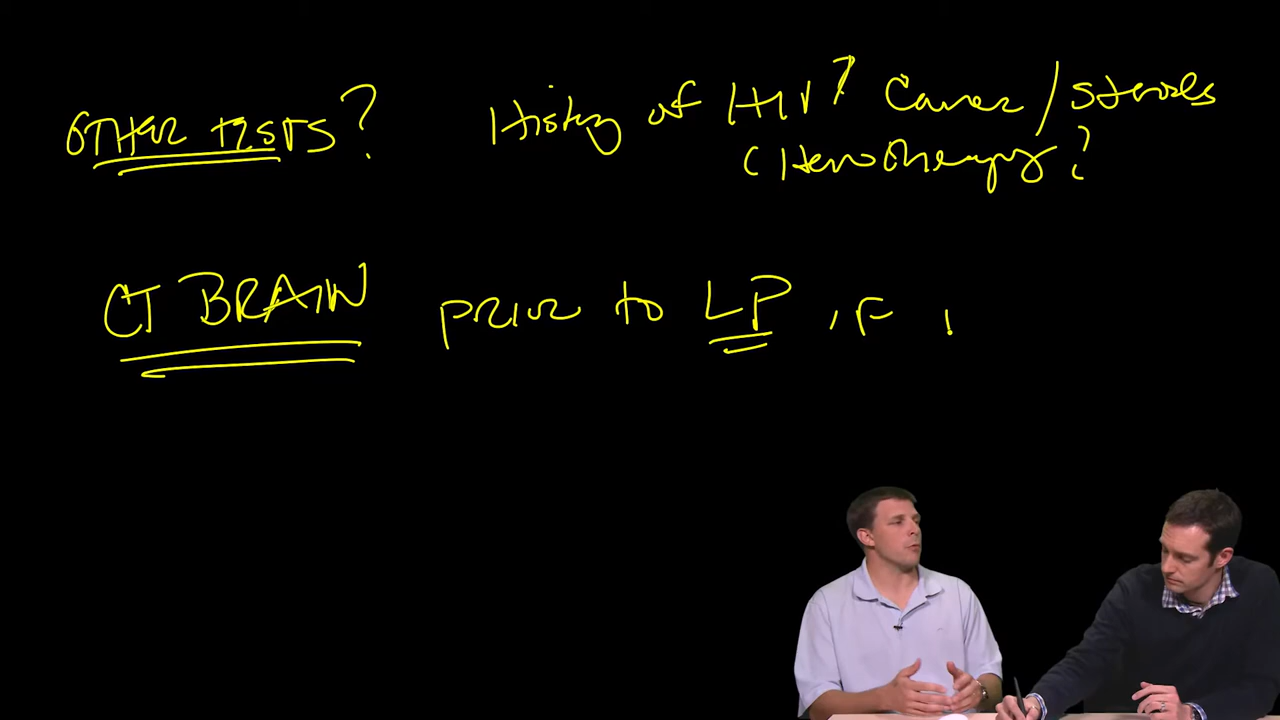 OTHER TESTS? History of HIV? Cancer / Steroids
Chemotherapy?
CT BRAIN prior to LP IF